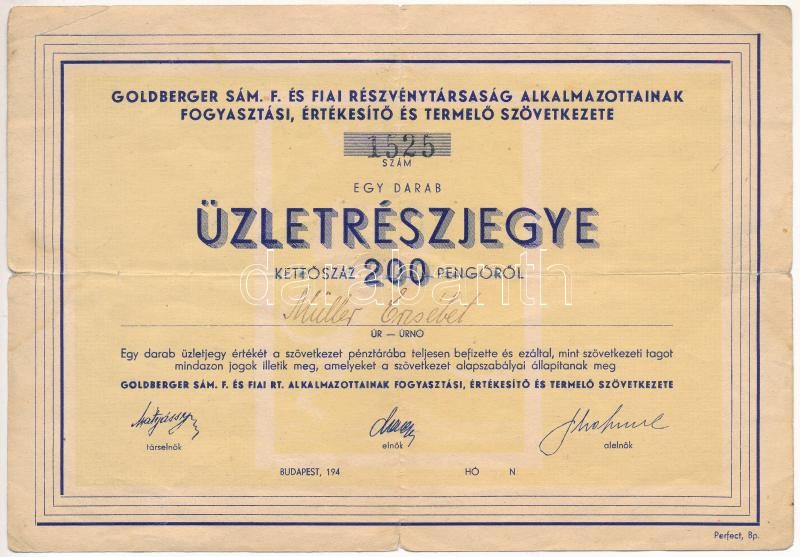 GOLDBERGER SÁM. F. ÉS FIAI RÉSZVÉNYTÁRSASÁG ALKALMAZOTTAINAK
FOGYASZTÁSI, ÉRTÉKESÍTŐ ÉS TERMELŐ SZÖVETKEZETE
1525
SZÁM
EGY DARAB
ÜZLETRÉSZJEGYE
KETTŐSZÁZ 200 PENGŐRŐL
darabanth
Müller Erzsébet
ÚR — ÚRNŐ
Egy darab üzletjegy értékét a szövetkezet pénztárába teljesen befizette és ezáltal, mint szövetkezeti tagot
mindazon jogok illetik meg, amelyeket a szövetkezet alapszabályai állapítanak meg
GOLDBERGER SÁM. F. ÉS FIAI RT. ALKALMAZOTTAINAK FOGYASZTÁSI, ÉRTÉKESÍTŐ ÉS TERMELŐ SZÖVETKEZETE
társelnök elnök alelnök
BUDAPEST, 194 HÓ N
Perfect, Bp.